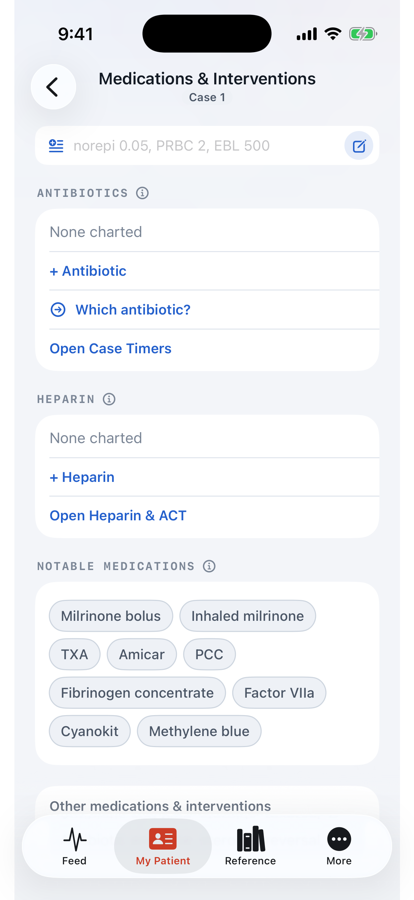 9:41
Medications & Interventions
Case 1
norepi 0.05, PRBC 2, EBL 500
ANTIBIOTICS
None charted
+ Antibiotic
Which antibiotic?
Open Case Timers
HEPARIN
None charted
+ Heparin
Open Heparin & ACT
NOTABLE MEDICATIONS
Milrinone bolus Inhaled milrinone
TXA Amicar PCC
Fibrinogen concentrate Factor VIIa
Cyanokit Methylene blue
Other medications & interventions
Feed My Patient Reference More